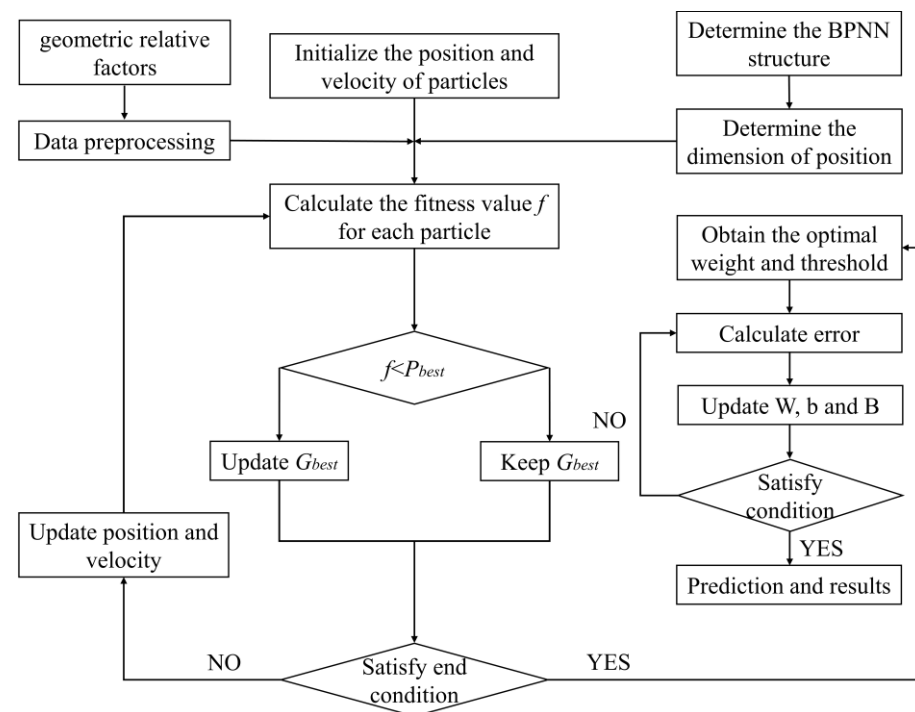 geometric relative
factors
Initialize the position and
velocity of particles
Determine the BPNN
structure
Data preprocessing
Determine the
dimension of position
Calculate the fitness value f
for each particle
Obtain the optimal
weight and threshold
Calculate error
f<Pbest
Update W, b and B
NO
Update Gbest
Keep Gbest
Satisfy
condition
Update position and
velocity
YES
Prediction and results
NO
Satisfy end
condition
YES